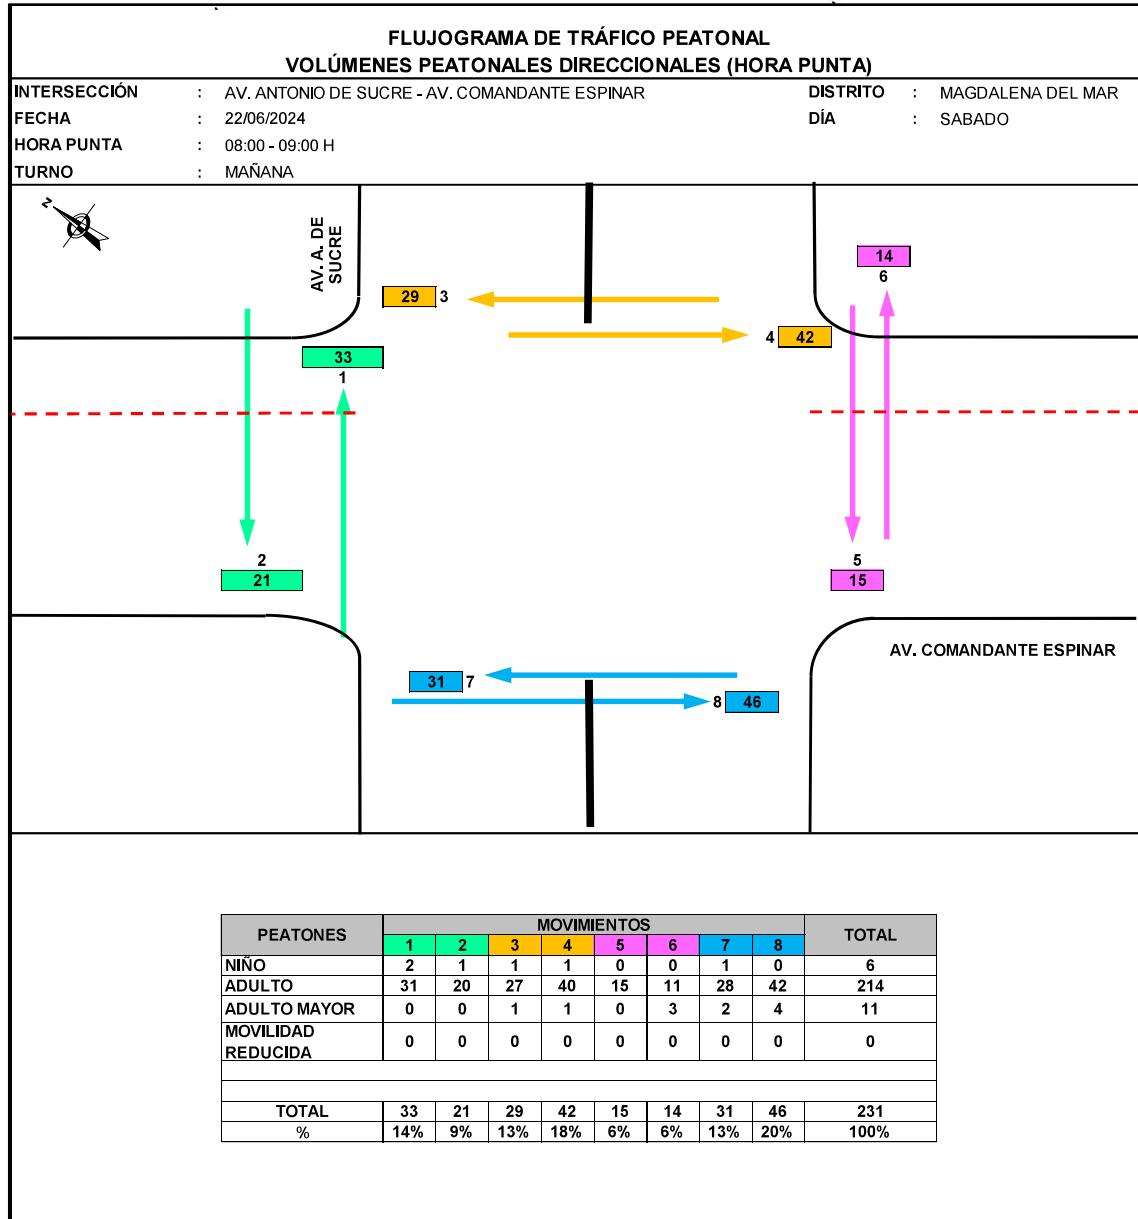 FLUJOGRAMA DE TRÁFICO PEATONAL
VOLÚMENES PEATONALES DIRECCIONALES (HORA PUNTA)
INTERSECCIÓN : AV. ANTONIO DE SUCRE - AV. COMANDANTE ESPINAR DISTRITO : MAGDALENA DEL MAR
FECHA : 22/06/2024 DÍA : SABADO
HORA PUNTA : 08:00 - 09:00 H
TURNO : MAÑANA
N
AV. A. DE
SUCRE
14
6
29 3
4 42
33
1
2
21
5
15
AV. COMANDANTE ESPINAR
31 7
8 46
PEATONES MOVIMIENTOS TOTAL
1 2 3 4 5 6 7 8
NIÑO 2 1 1 1 0 0 1 0 6
ADULTO 31 20 27 40 15 11 28 42 214
ADULTO MAYOR 0 0 1 1 0 3 2 4 11
MOVILIDAD
REDUCIDA 0 0 0 0 0 0 0 0 0
TOTAL 33 21 29 42 15 14 31 46 231
% 14% 9% 13% 18% 6% 6% 13% 20% 100%